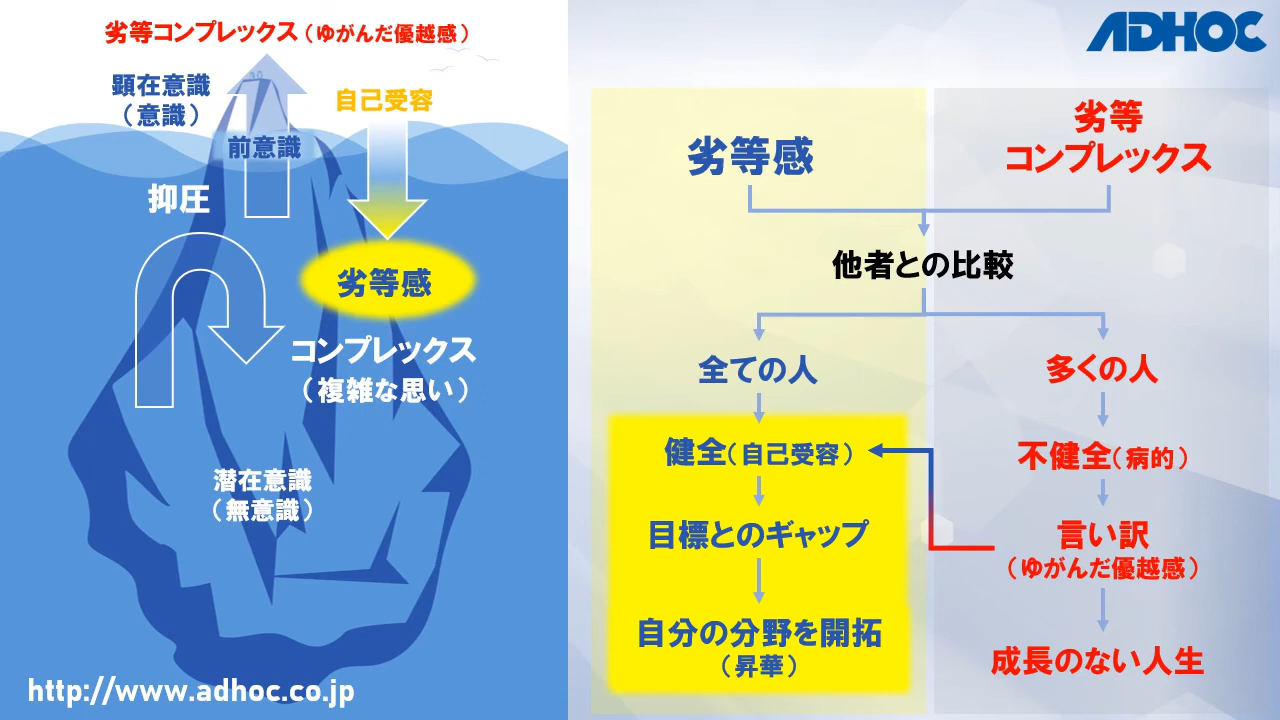 劣等コンプレックス(ゆがんだ優越感)
顕在意識
(意識)
自己受容
前意識
抑圧
劣等感
コンプレックス
(複雑な思い)
潜在意識
(無意識)
http://www.adhoc.co.jp
ADHOC
劣等感
劣等
コンプレックス
他者との比較
全ての人
多くの人
健全(自己受容)
不健全(病的)
目標とのギャップ
言い訳
(ゆがんだ優越感)
自分の分野を開拓
(昇華)
成長のない人生